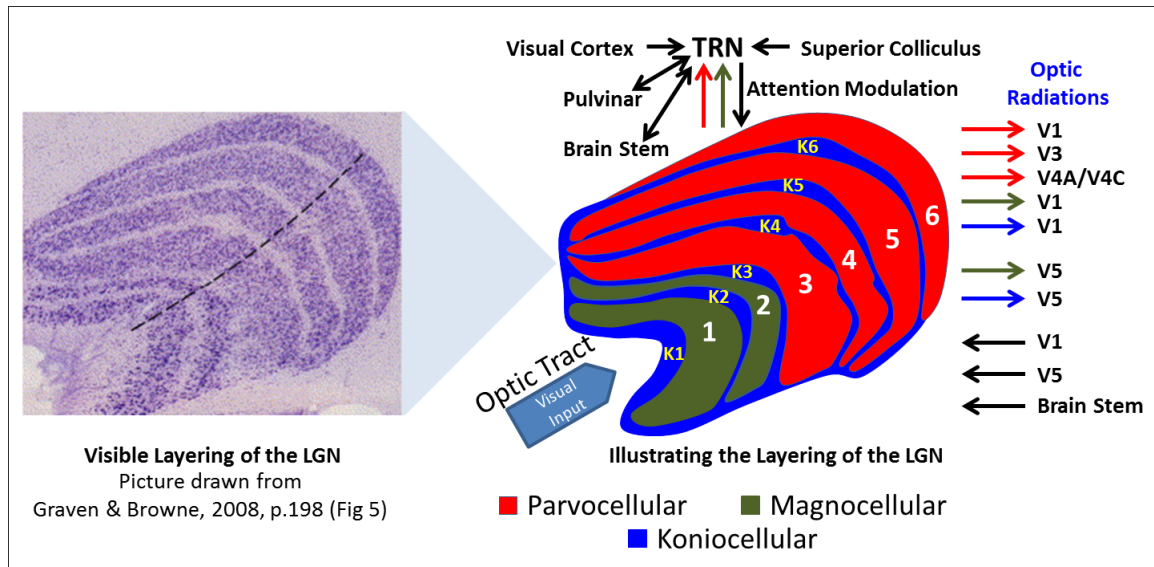 Visual Cortex
TRN
Superior Colliculus
Pulvinar
Attention Modulation
Brain Stem
Optic
Radiations
V1
V3
V4A/V4C
V1
V1
V5
V5
V1
V5
Brain Stem
K6
K5
K4
K3
K2
K1
1
2
3
4
5
6
Optic Tract
Visual
Input
Visible Layering of the LGN
Picture drawn from
Graven & Browne, 2008, p.198 (Fig 5)
Illustrating the Layering of the LGN
Parvocellular
Magnocellular
Koniocellular